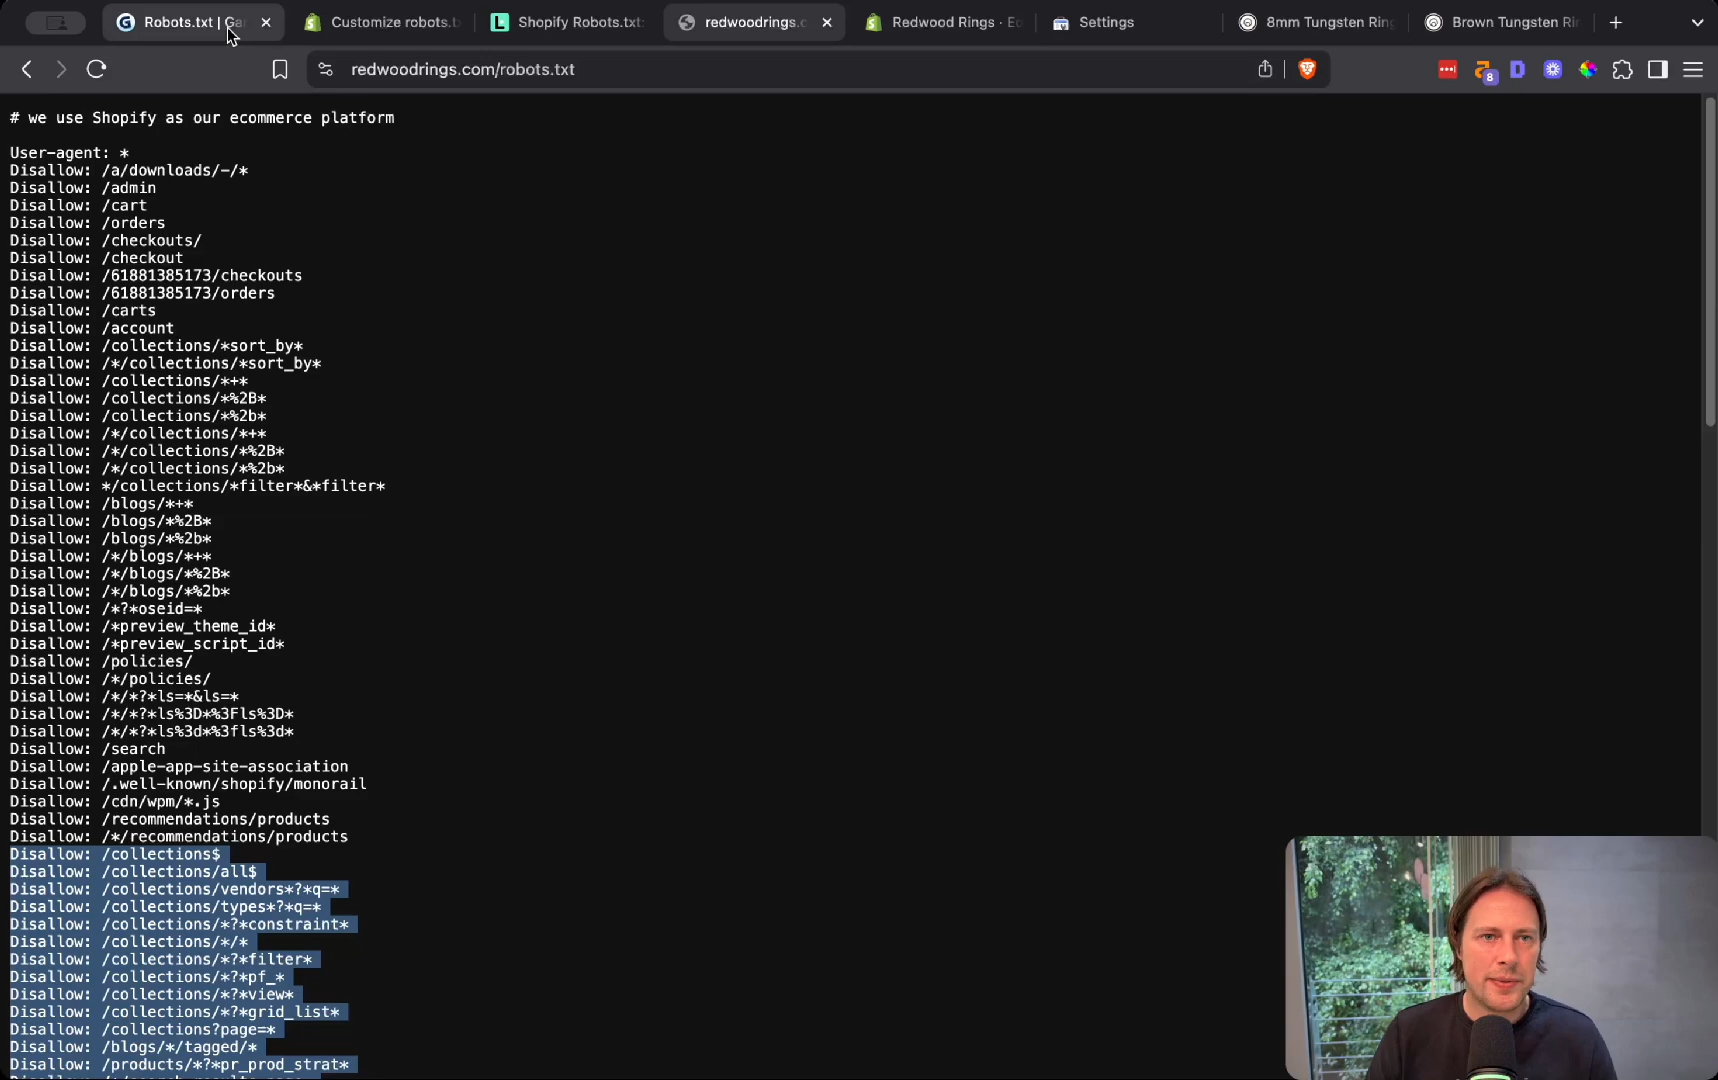 Robots.txt | Ga
Customize robots.t
Shopify Robots.txt:
redwoodrings.c
Redwood Rings · Ed
Settings
8mm Tungsten Ring
Brown Tungsten Ri
redwoodrings.com/robots.txt
8
# we use Shopify as our ecommerce platform
User-agent: *
Disallow: /a/downloads/-/*
Disallow: /admin
Disallow: /cart
Disallow: /orders
Disallow: /checkouts/
Disallow: /checkout
Disallow: /61881385173/checkouts
Disallow: /61881385173/orders
Disallow: /carts
Disallow: /account
Disallow: /collections/*sort_by*
Disallow: /*/collections/*sort_by*
Disallow: /collections/*+*
Disallow: /collections/*%2B*
Disallow: /collections/*%2b*
Disallow: /*/collections/*+*
Disallow: /*/collections/*%2B*
Disallow: /*/collections/*%2b*
Disallow: */collections/*filter*&*filter*
Disallow: /blogs/*+*
Disallow: /blogs/*%2B*
Disallow: /blogs/*%2b*
Disallow: /*/blogs/*+*
Disallow: /*/blogs/*%2B*
Disallow: /*/blogs/*%2b*
Disallow: /*?*oseid=*
Disallow: /*preview_theme_id*
Disallow: /*preview_script_id*
Disallow: /policies/
Disallow: /*/policies/
Disallow: /*/*?*ls=*&ls=*
Disallow: /*/*?*ls%3D*%3Fls%3D*
Disallow: /*/*?*ls%3d*%3fls%3d*
Disallow: /search
Disallow: /apple-app-site-association
Disallow: /.well-known/shopify/monorail
Disallow: /cdn/wpm/*.js
Disallow: /recommendations/products
Disallow: /*/recommendations/products
Disallow: /collections$
Disallow: /collections/all$
Disallow: /collections/vendors*?*q=*
Disallow: /collections/types*?*q=*
Disallow: /collections/*?*constraint*
Disallow: /collections/*/*
Disallow: /collections/*?*filter*
Disallow: /collections/*?*pf_*
Disallow: /collections/*?*view*
Disallow: /collections/*?*grid_list*
Disallow: /collections?page=*
Disallow: /blogs/*/tagged/*
Disallow: /products/*?*pr_prod_strat*